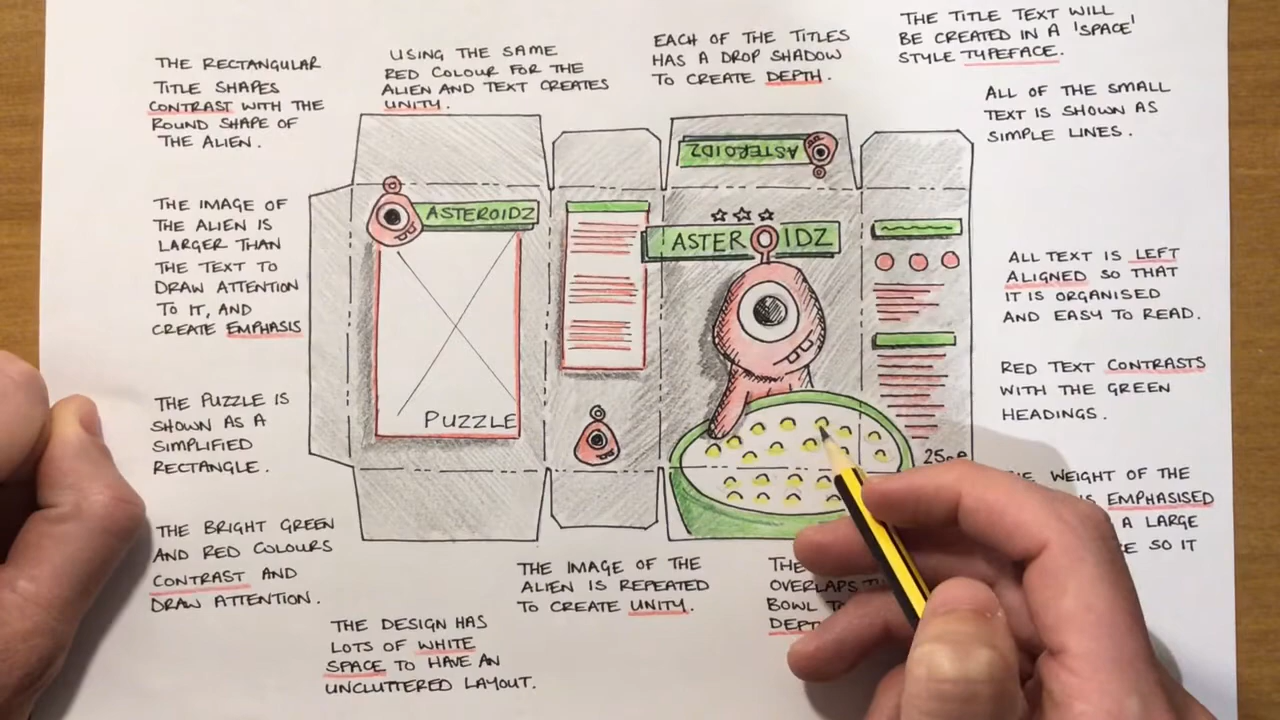 THE RECTANGULAR
TITLE SHAPES
CONTRAST WITH THE
ROUND SHAPE OF
THE ALIEN.
USING THE SAME
RED COLOUR FOR THE
ALIEN AND TEXT CREATES
UNITY.
EACH OF THE TITLES
HAS A DROP SHADOW
TO CREATE DEPTH.
THE TITLE TEXT WILL
BE CREATED IN A 'SPACE'
STYLE TYPEFACE.
ALL OF THE SMALL
TEXT IS SHOWN AS
SIMPLE LINES.
THE IMAGE OF
THE ALIEN IS
LARGER THAN
THE TEXT TO
DRAW ATTENTION
TO IT, AND
CREATE EMPHASIS
ASTEROIDZ
ASTEROIDZ
ASTEROIDZ
PUZZLE
ALL TEXT IS LEFT
ALIGNED SO THAT
IT IS ORGANISED
AND EASY TO READ.
RED TEXT CONTRASTS
WITH THE GREEN
HEADINGS.
THE PUZZLE IS
SHOWN AS A
SIMPLIFIED
RECTANGLE.
WEIGHT OF THE
EMPHASISED
A LARGE
SO IT
THE BRIGHT GREEN
AND RED COLOURS
CONTRAST AND
DRAW ATTENTION.
THE DESIGN HAS
LOTS OF WHITE
SPACE TO HAVE AN
UNCLUTTERED LAYOUT.
THE IMAGE OF THE
ALIEN IS REPEATED
TO CREATE UNITY.
THE
OVERLAPS
BOWL TO